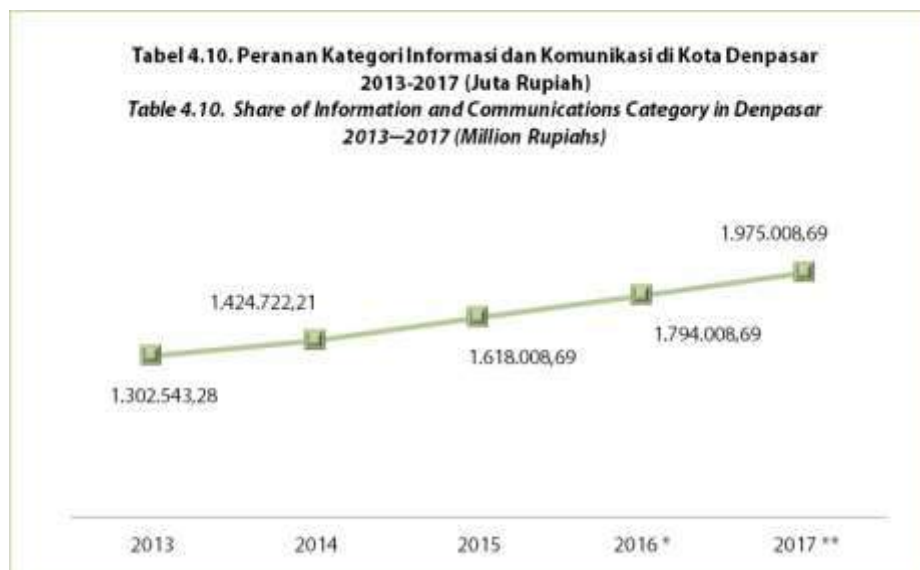 Tabel 4.10. Peranan Kategori Informasi dan Komunikasi di Kota Denpasar
2013-2017 (Juta Rupiah)
Table 4.10. Share of Information and Communications Category in Denpasar
2013—2017 (Million Rupiahs)
1.975.008,69
1.424.722,21
1.794.008,69
1.618.008,69
1.302.543,28
2013 2014 2015 2016 * 2017 **